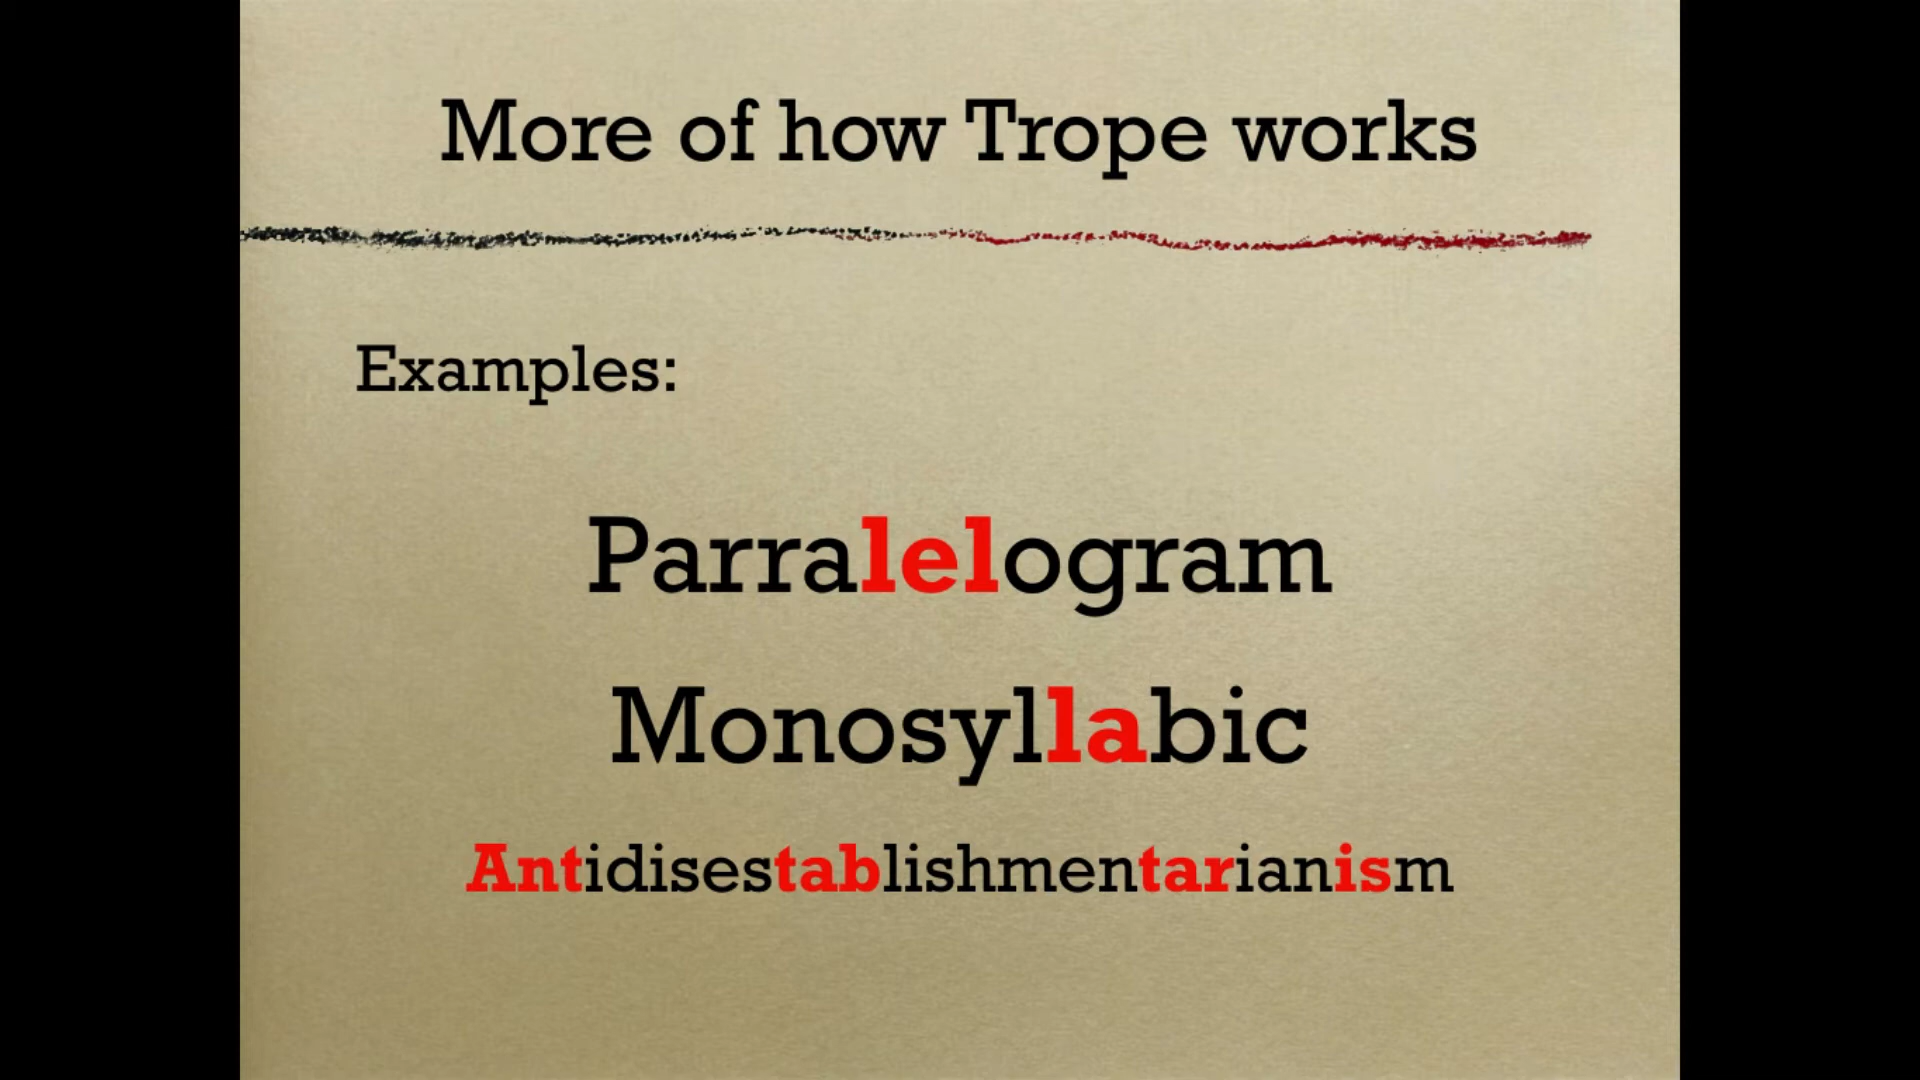 More of how Trope works
Examples:
Parralelogram
Monosyllabic
Antidisestablishmentarianism